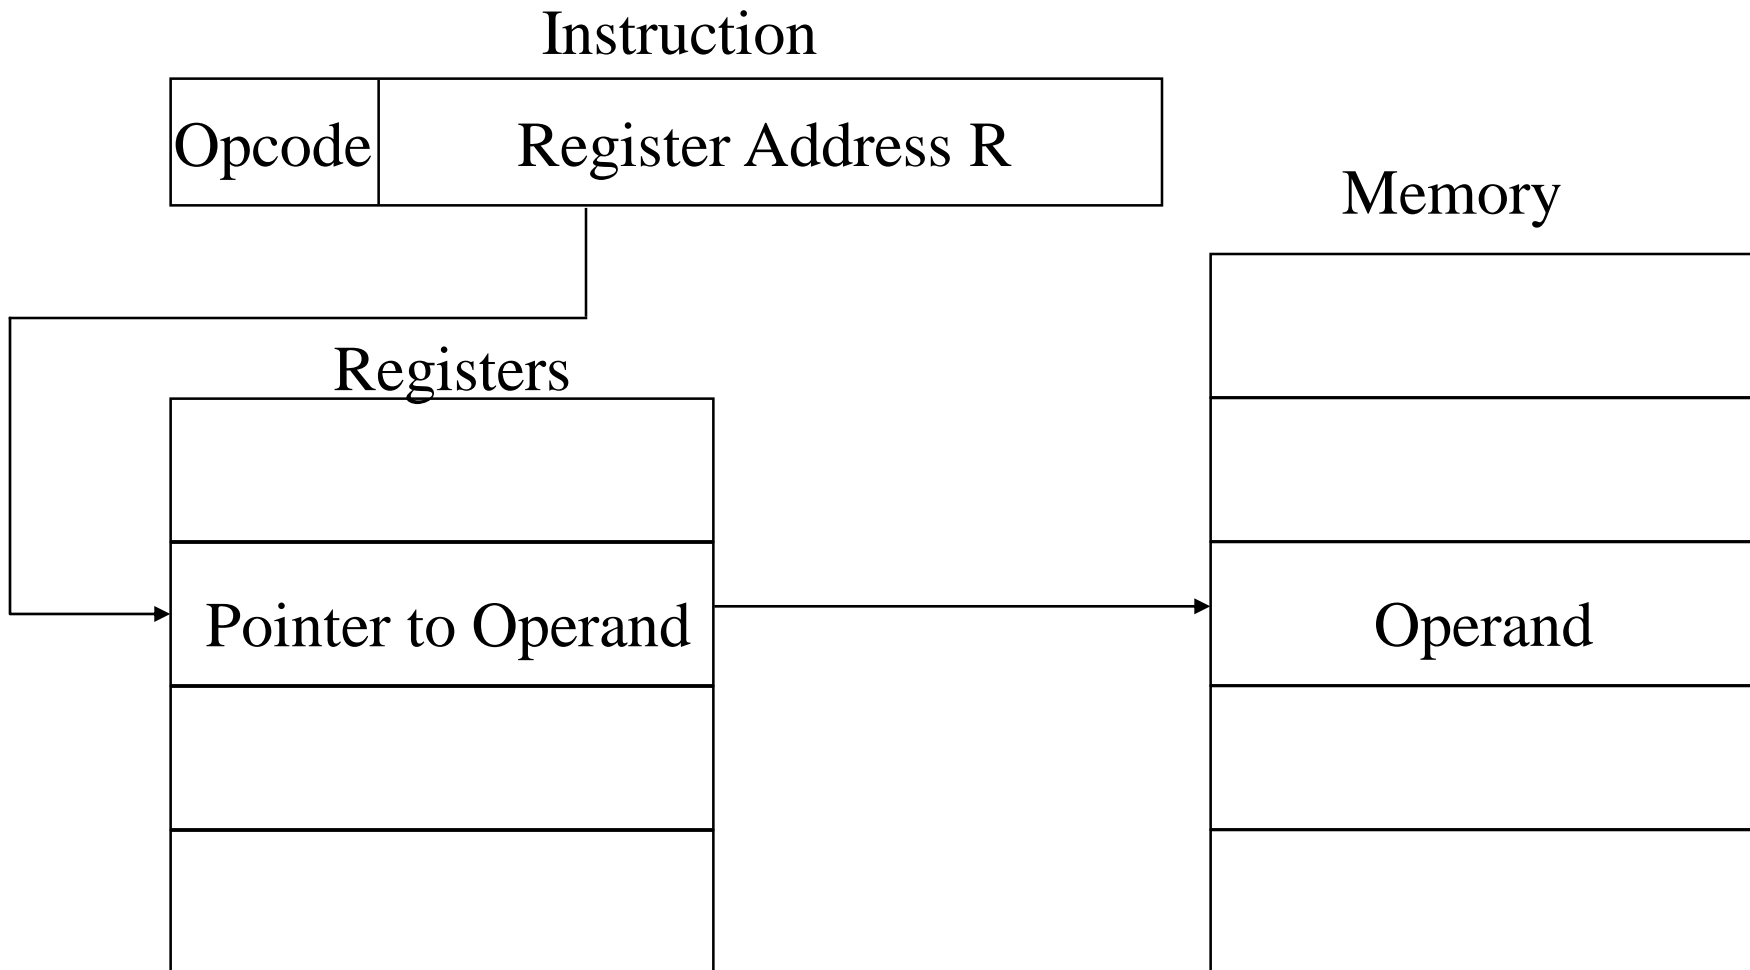 Instruction
Opcode
Register Address R
Memory
Registers
Pointer to Operand
Operand